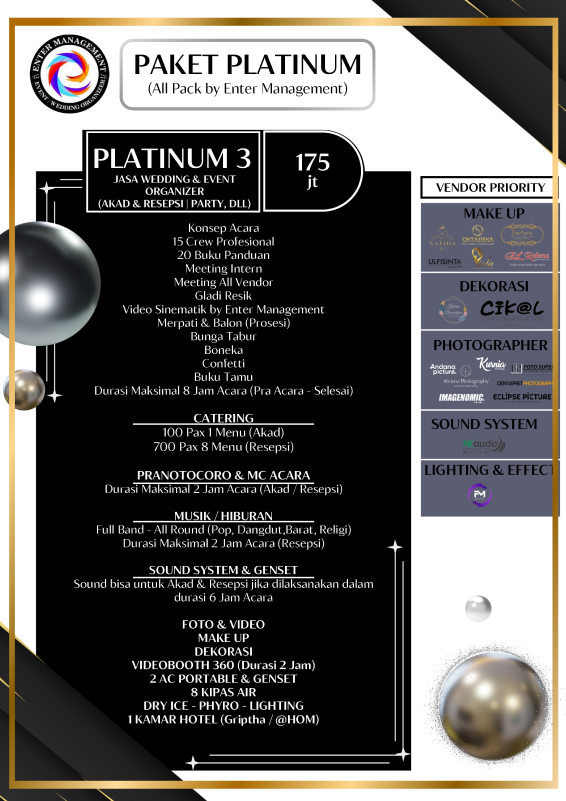 ENTER MANAGEMENT
EVENT / WEDDING ORGANIZER
PAKET PLATINUM
(All Pack by Enter Management)
PLATINUM 3
JASA WEDDING & EVENT
ORGANIZER
(AKAD & RESEPSI | PARTY, DLL)
175
jt
Konsep Acara
15 Crew Profesional
20 Buku Panduan
Meeting Intern
Meeting All Vendor
Gladi Resik
Video Sinematik by Enter Management
Merpati & Balon (Prosesi)
Bunga Tabur
Boneka
Confetti
Buku Tamu
Durasi Maksimal 8 Jam Acara (Pra Acara - Selesai)
CATERING
100 Pax 1 Menu (Akad)
700 Pax 8 Menu (Resepsi)
PRANOTOCORO & MC ACARA
Durasi Maksimal 2 Jam Acara (Akad / Resepsi)
MUSIK / HIBURAN
Full Band - All Round (Pop, Dangdut,Barat, Religi)
Durasi Maksimal 2 Jam Acara (Resepsi)
SOUND SYSTEM & GENSET
Sound bisa untuk Akad & Resepsi jika dilaksanakan dalam
durasi 6 Jam Acara
FOTO & VIDEO
MAKE UP
DEKORASI
VIDEOBOOTH 360 (Durasi 2 Jam)
2 AC PORTABLE & GENSET
8 KIPAS AIR
DRY ICE - PHYRO - LIGHTING
1 KAMAR HOTEL (Griptha / @HOM)
VENDOR PRIORITY
MAKE UP
ULFISINTA
DEKORASI
CiK@L
PHOTOGRAPHER
Andana
picture.
Kurnia
FOTO SUPER
Photography
IMAGENOMIC.
ECLIPSE PICTURE
SOUND SYSTEM
audio
LIGHTING & EFFECT
PM